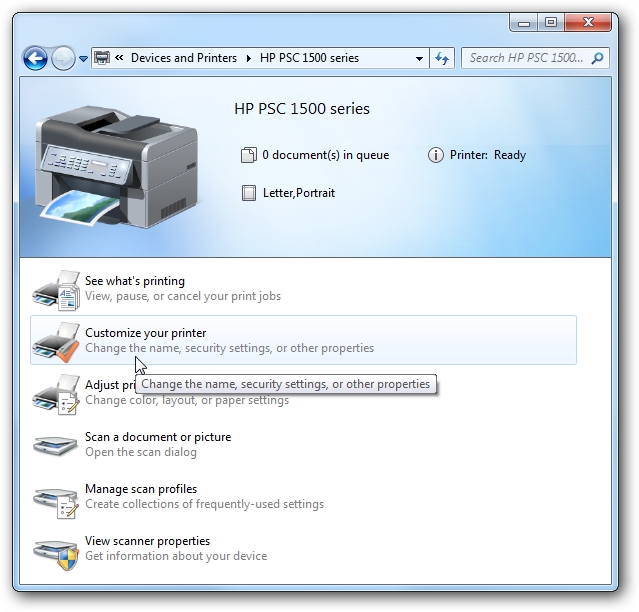 « Devices and Printers HP PSC 1500 series Search HP PSC 1500...
HP PSC 1500 series
0 document(s) in queue Printer: Ready
Letter,Portrait
See what's printing
View, pause, or cancel your print jobs
Customize your printer
Change the name, security settings, or other properties
Adjust pri
Change the name, security settings, or other properties
Change color, layout, or paper settings
Scan a document or picture
Open the scan dialog
Manage scan profiles
Create collections of frequently-used settings
View scanner properties
Get information about your device